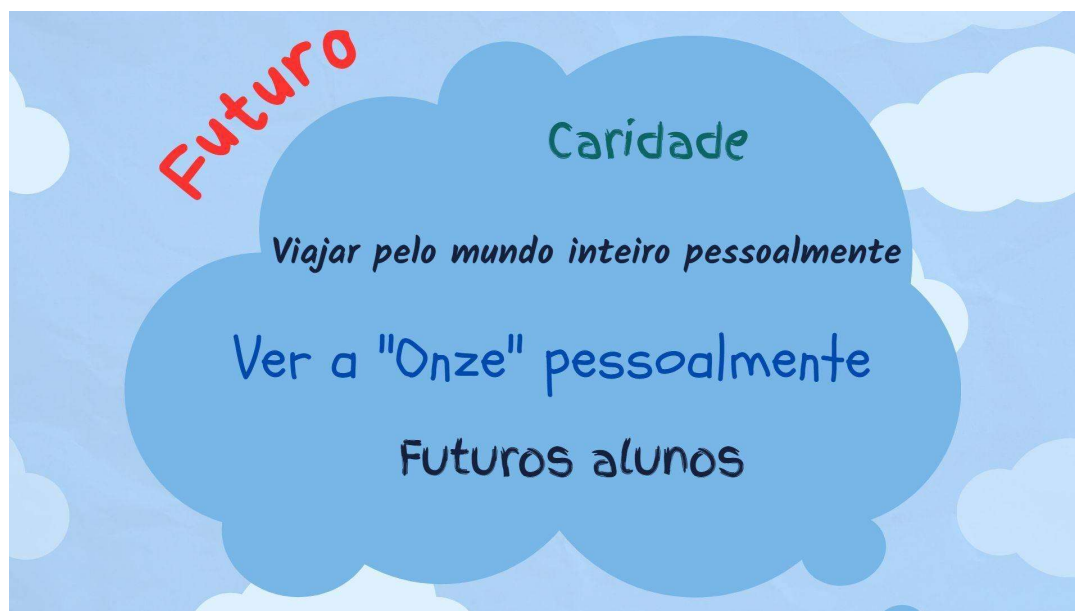 Futuro
Caridade
Viajar pelo mundo inteiro pessoalmente
Ver a "Onze" pessoalmente
Futuros alunos